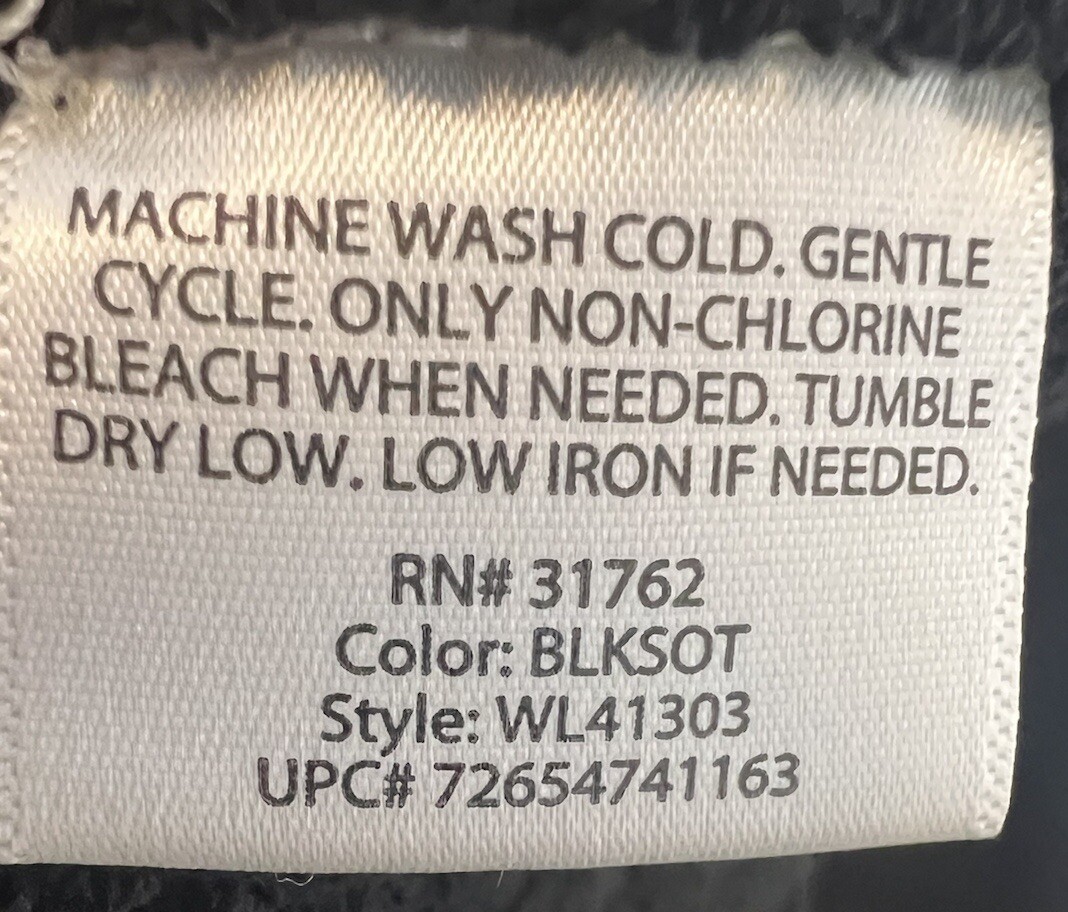 MACHINE WASH COLD. GENTLE
CYCLE. ONLY NON-CHLORINE
BLEACH WHEN NEEDED. TUMBLE
DRY LOW. LOW IRON IF NEEDED.
RN# 31762
Color: BLKSOT
Style: WL41303
UPC# 72654741163